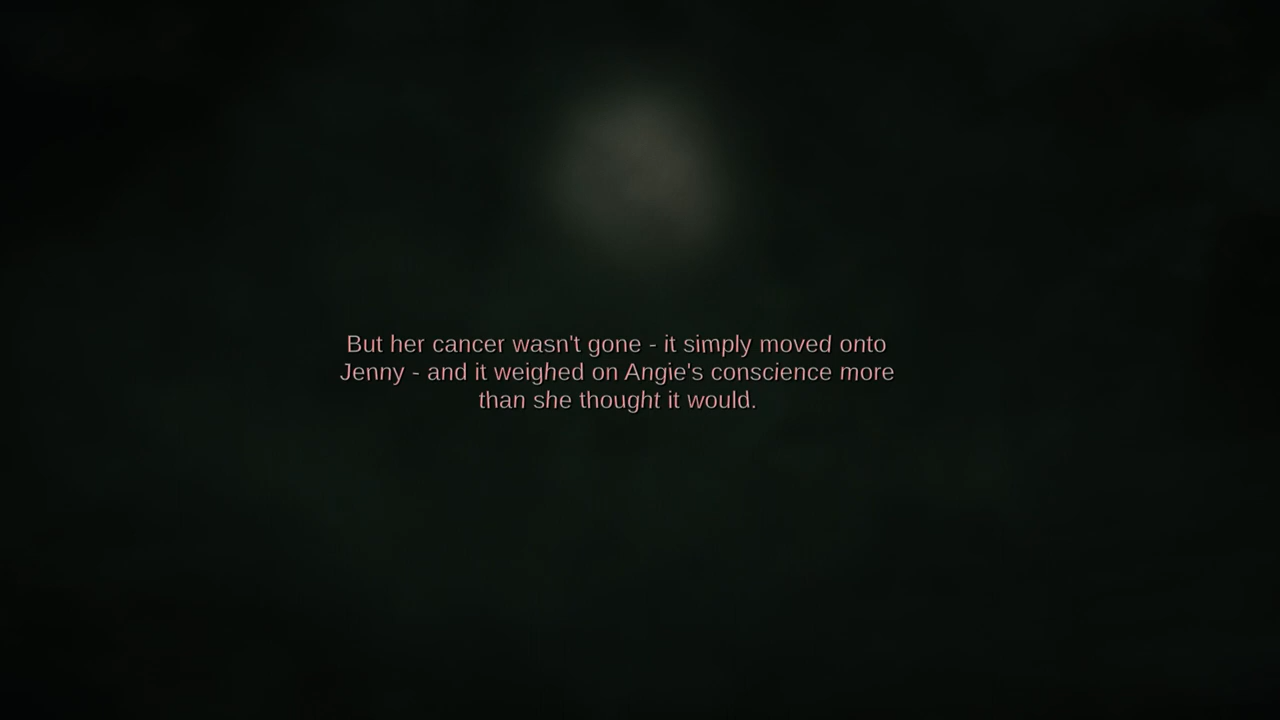 But her cancer wasn't gone - it simply moved onto
Jenny - and it weighed on Angie's conscience more
than she thought it would.